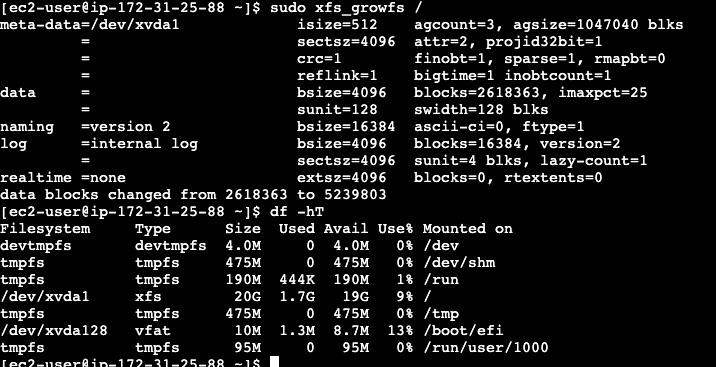 [ec2-user@ip-172-31-25-88 ~]$ sudo xfs_growfs /
meta-data=/dev/xvda1             isize=512    agcount=3, agsize=1047040 blks
         =                       sectsz=4096  attr=2, projid32bit=1
         =                       crc=1        finobt=1, sparse=1, rmapbt=0
         =                       reflink=1    bigtime=1 inobtcount=1
data     =                       bsize=4096   blocks=2618363, imaxpct=25
         =                       sunit=128    swidth=128 blks
naming   =version 2              bsize=16384  ascii-ci=0, ftype=1
log      =internal log           bsize=4096   blocks=16384, version=2
         =                       sectsz=4096  sunit=4 blks, lazy-count=1
realtime =none                   extsz=4096   blocks=0, rtextents=0
data blocks changed from 2618363 to 5239803
[ec2-user@ip-172-31-25-88 ~]$ df -hT
Filesystem     Type      Size  Used Avail Use% Mounted on
devtmpfs       devtmpfs  4.0M     0  4.0M   0% /dev
tmpfs          tmpfs     475M     0  475M   0% /dev/shm
tmpfs          tmpfs     190M  444K  190M   1% /run
/dev/xvda1     xfs        20G  1.7G   19G   9% /
tmpfs          tmpfs     475M     0  475M   0% /tmp
/dev/xvda128   vfat       10M  1.3M  8.7M  13% /boot/efi
tmpfs          tmpfs      95M     0   95M   0% /run/user/1000
[ec2-user@ip-172-31-25-88 ~]$